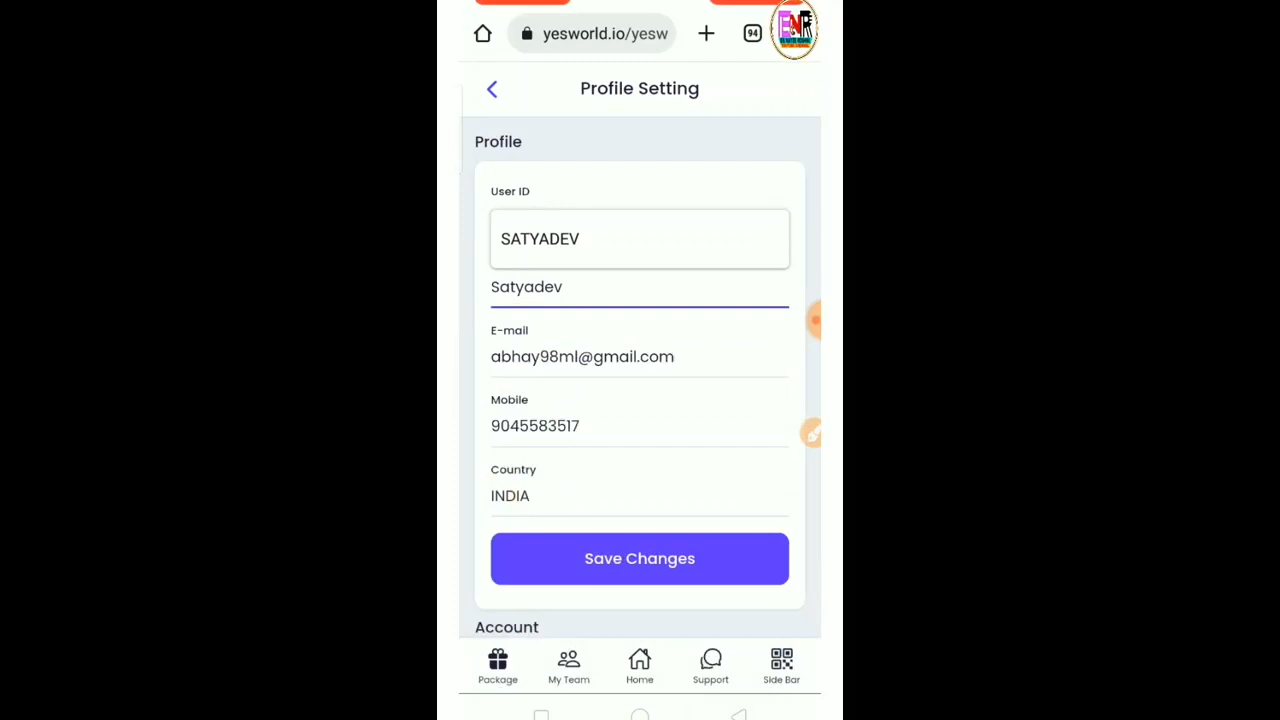 yesworld.io/yesw
94
ENR
Profile Setting
Profile
User ID
SATYADEV
Satyadev
E-mail
abhay98ml@gmail.com
Mobile
9045583517
Country
INDIA
Save Changes
Account
Package
My Team
Home
Support
Side Bar